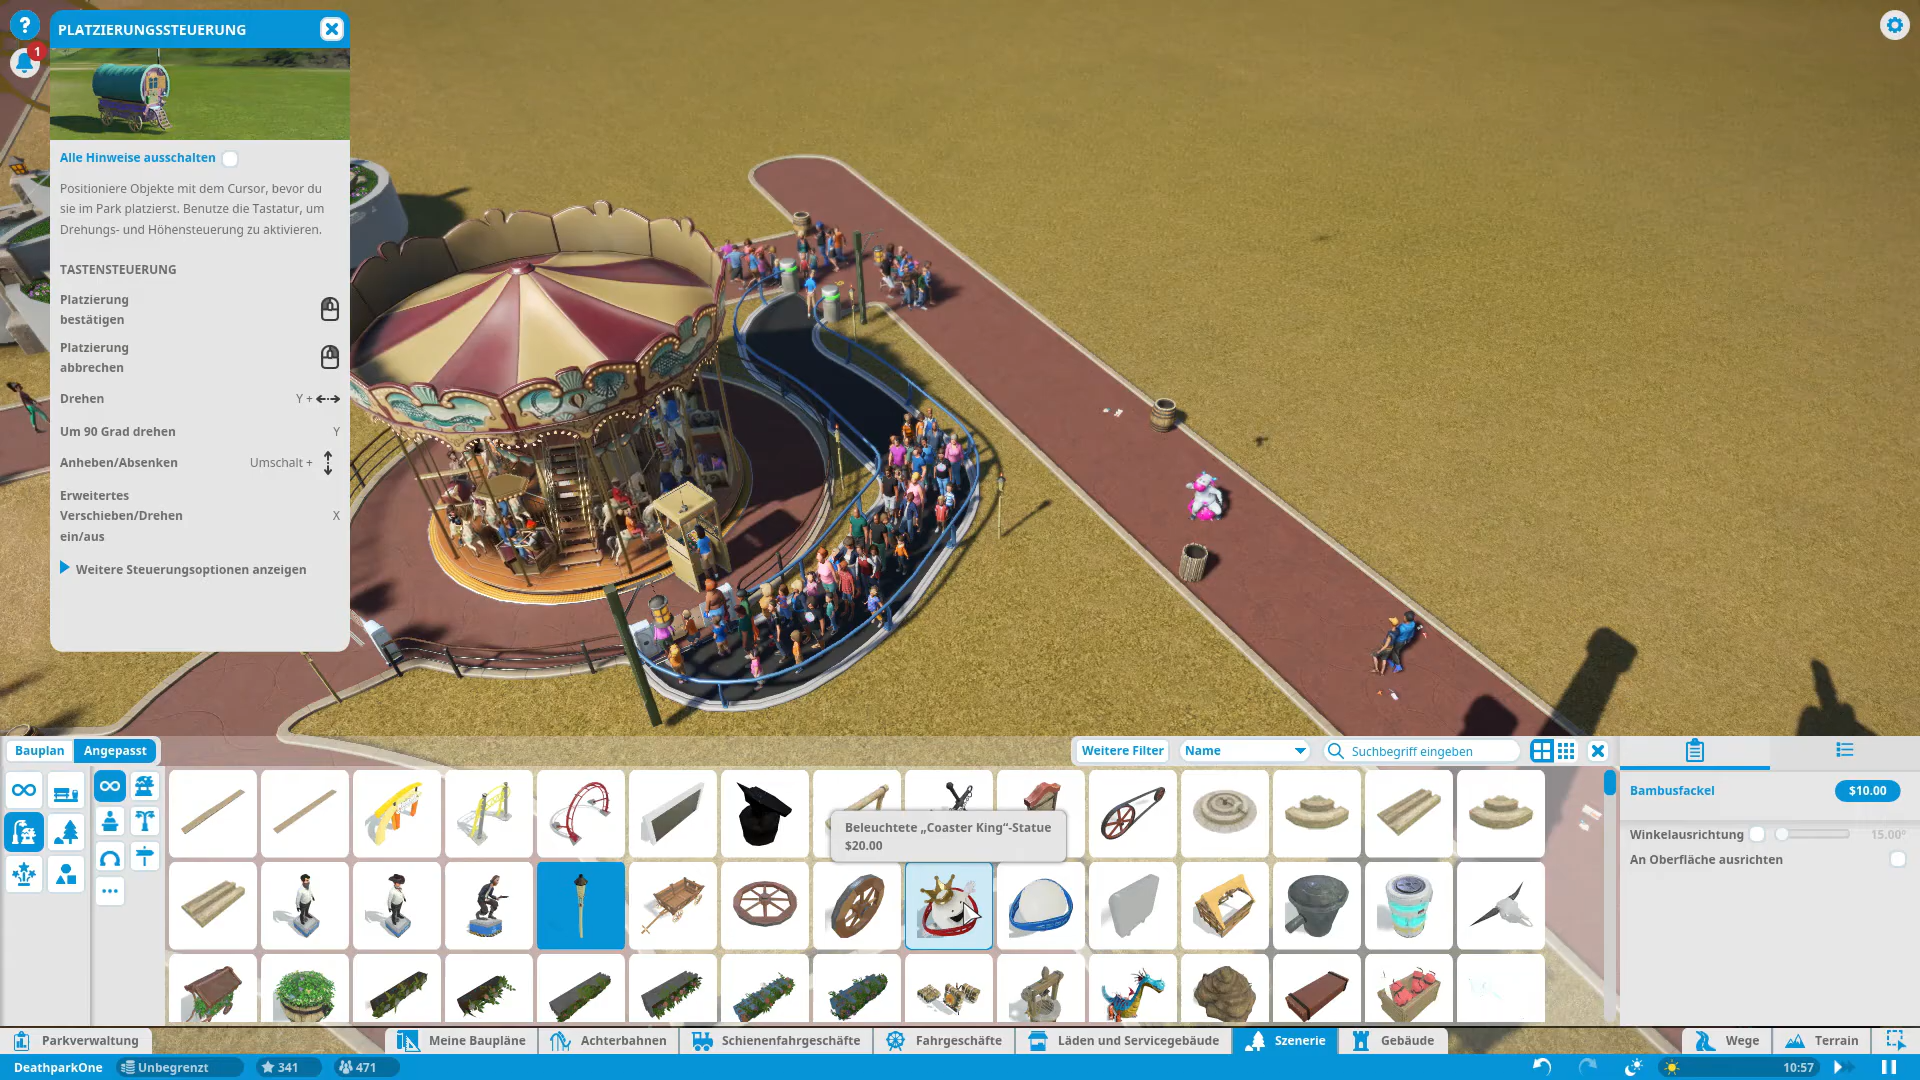 ?
1
PLATZIERUNGSSTEUERUNG
Alle Hinweise ausschalten
Positioniere Objekte mit dem Cursor, bevor du
sie im Park platzierst. Benutze die Tastatur, um
Drehungs- und Höhensteuerung zu aktivieren.
TASTENSTEUERUNG
Platzierung
bestätigen
Platzierung
abbrechen
Drehen Y +
Um 90 Grad drehen Y
Anheben/Absenken Umschalt +
Erweitertes
Verschieben/Drehen X
ein/aus
Weitere Steuerungsoptionen anzeigen
Bauplan Angepasst
Weitere Filter Name Suchbegriff eingeben
Beleuchtete „Coaster King“-Statue
$20.00
Bambusfackel $10.00
Winkelausrichtung 15.00°
An Oberfläche ausrichten
Parkverwaltung Meine Baupläne Achterbahnen Schienenfahrgeschäfte Fahrgeschäfte Läden und Servicegebäude Szenerie Gebäude Wege Terrain
DeathparkOne Unbegrenzt 341 471 10:57